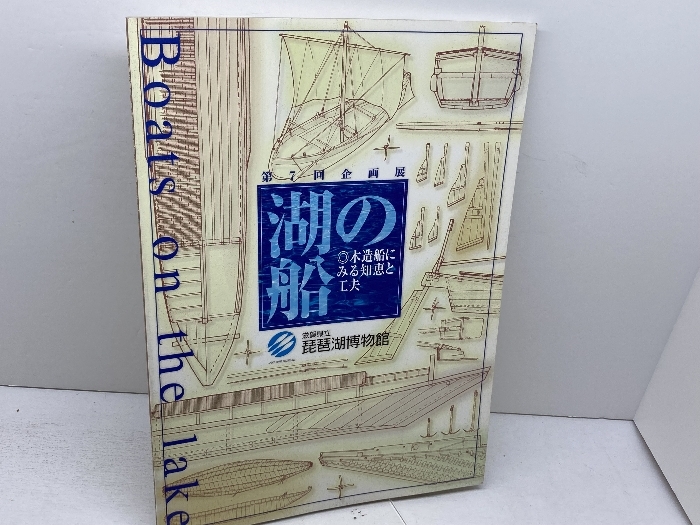 Boats on the lake
第7回企画展
湖の船
◎木造船に
みる知恵と
工夫
滋賀県立
琵琶湖博物館